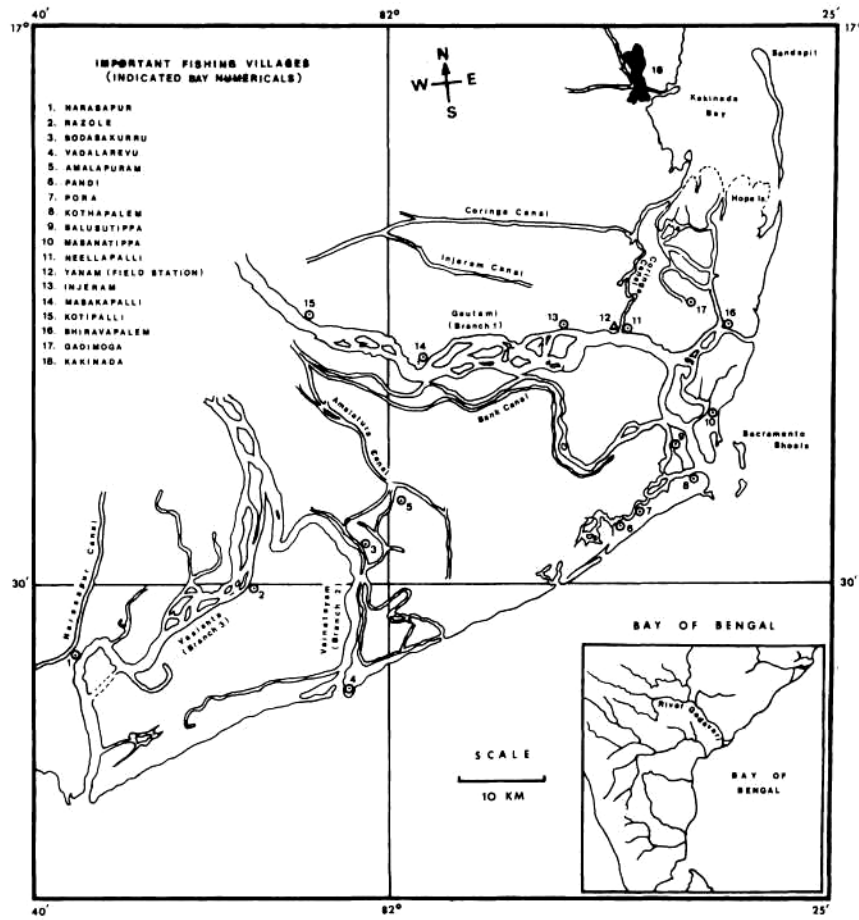 40'
82°
25'
17°
17°
IMPORTANT FISHING VILLAGES
(INDICATED BAY NUMERICALS)
1. NARASAPUR
2. RAZOLE
3. BODASAKURRU
4. VADALAREVU
5. AMALAPURAM
6. PANDI
7. PORA
8. KOTHAPALEM
9. BALUSUTIPPA
10 MASANATIPPA
11. NEELLAPALLI
12. YANAM (FIELD STATION)
13. INJERAM
14. MASAKAPALLI
15. KOTIPALLI
16. BHIRAVAPALEM
17. GADIMOGA
18. KAKINADA
N
W E
S
18
Sandspit
Kakinada
Bay
Hope Is.
Coringa Canal
Injeram Canal
Coringa
Canal
17
16
15
14
13
12
11
Gautami
(Branch 1)
Bank Canal
10
Sacramento
Shoals
9
8
7
6
Canal
5
3
30'
30'
2
Narasapur Canal
1
(Branch 3)
(Branch 2)
4
BAY OF BENGAL
River Godavari
BAY OF
BENGAL
SCALE
10 KM
40'
82°
25'